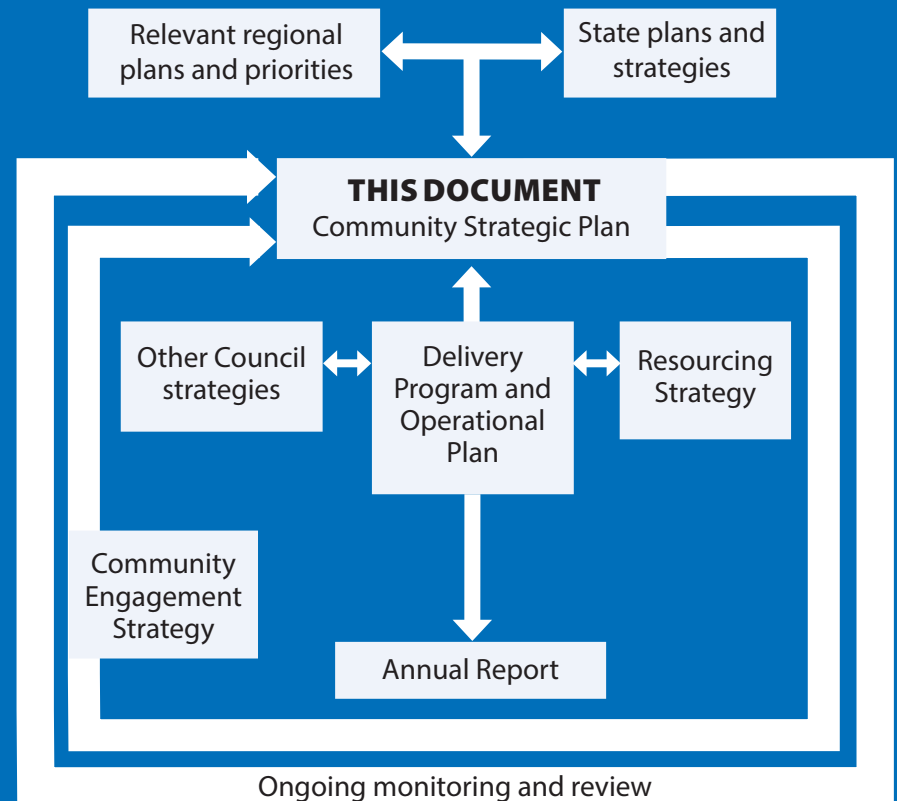 Relevant regional
plans and priorities
State plans and
strategies
THIS DOCUMENT
Community Strategic Plan
Other Council
strategies
Delivery
Program and
Operational
Plan
Resourcing
Strategy
Community
Engagement
Strategy
Annual Report
Ongoing monitoring and review